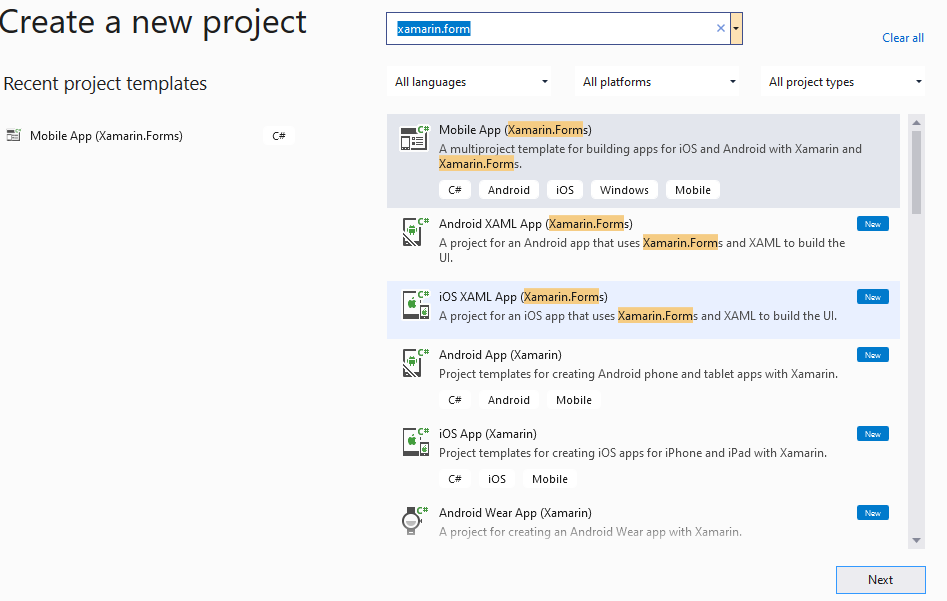 Create a new project
xamarin.form
Clear all
Recent project templates
All languages
All platforms
All project types
Mobile App (Xamarin.Forms)
C#
C#
Mobile App (Xamarin.Forms)
A multiproject template for building apps for iOS and Android with Xamarin and
Xamarin.Forms.
C#
Android
iOS
Windows
Mobile
C#
Android XAML App (Xamarin.Forms)
New
A project for an Android app that uses Xamarin.Forms and XAML to build the
UI.
C#
iOS XAML App (Xamarin.Forms)
New
A project for an iOS app that uses Xamarin.Forms and XAML to build the UI.
C#
Android App (Xamarin)
New
Project templates for creating Android phone and tablet apps with Xamarin.
C#
Android
Mobile
C#
iOS App (Xamarin)
New
Project templates for creating iOS apps for iPhone and iPad with Xamarin.
C#
iOS
Mobile
C#
Android Wear App (Xamarin)
New
A project for creating an Android Wear app with Xamarin.
Next